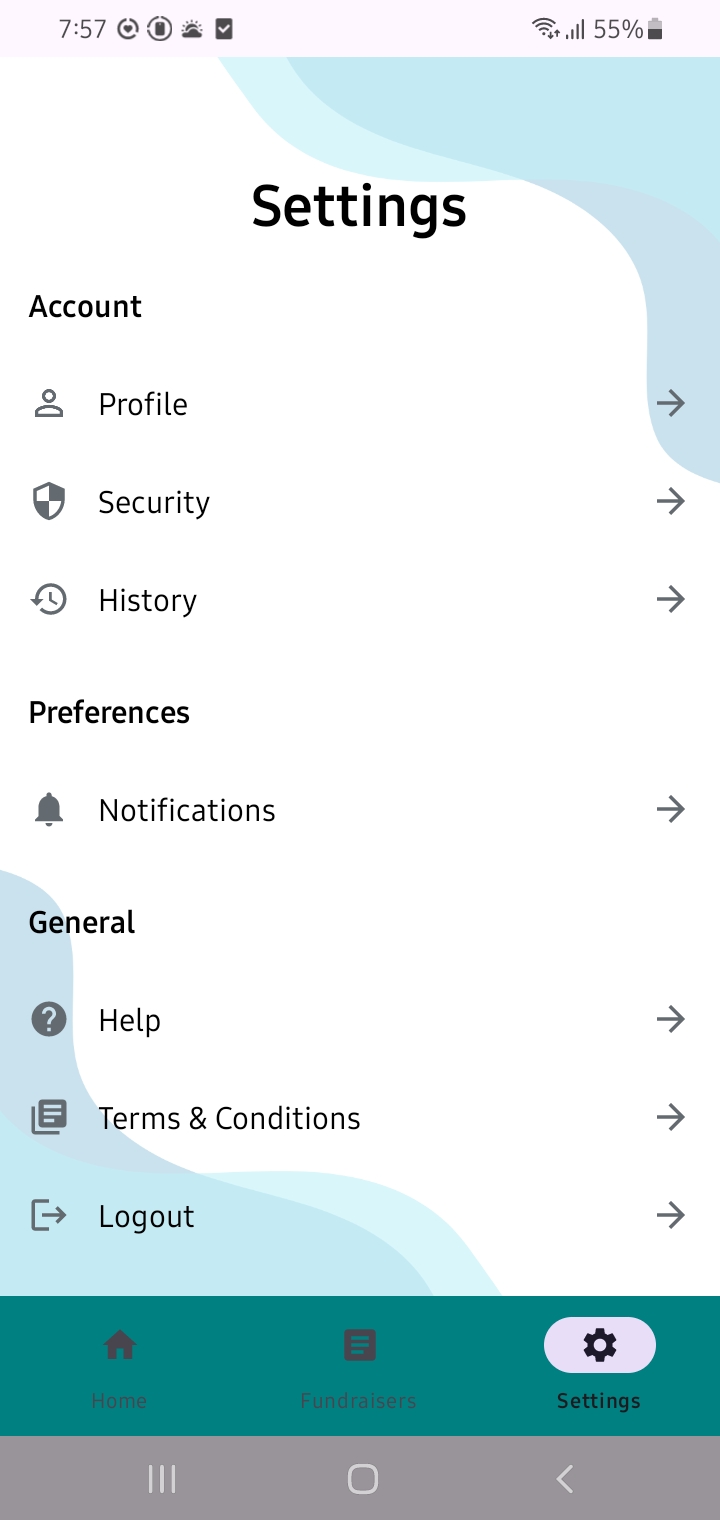 7:57 55%
Settings
Account
Profile
Security
History
Preferences
Notifications
General
Help
Terms & Conditions
Logout
Home Fundraisers Settings